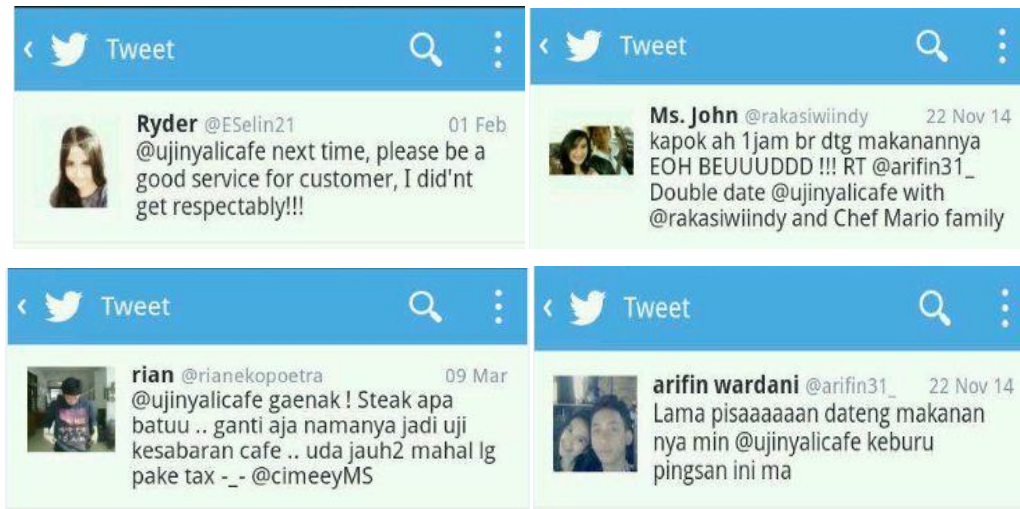 Tweet
Ryder @ESelin21 01 Feb
@ujinyalicafe next time, please be a
good service for customer, I did'nt
get respectably!!!
Tweet
Ms. John @rakasiwiindy 22 Nov 14
kapok ah 1jam br dtg makanannya
EOH BEUUUDDD !!! RT @arifin31_
Double date @ujinyalicafe with
@rakasiwiindy and Chef Mario family
Tweet
rian @rianekopoetra 09 Mar
@ujinyalicafe gaenak ! Steak apa
batuu .. ganti aja namanya jadi uji
kesabaran cafe .. uda jauh2 mahal lg
pake tax -_- @cimeeyMS
Tweet
arifin wardani @arifin31_ 22 Nov 14
Lama pisaaaaaan dateng makanan
nya min @ujinyalicafe keburu
pingsan ini ma